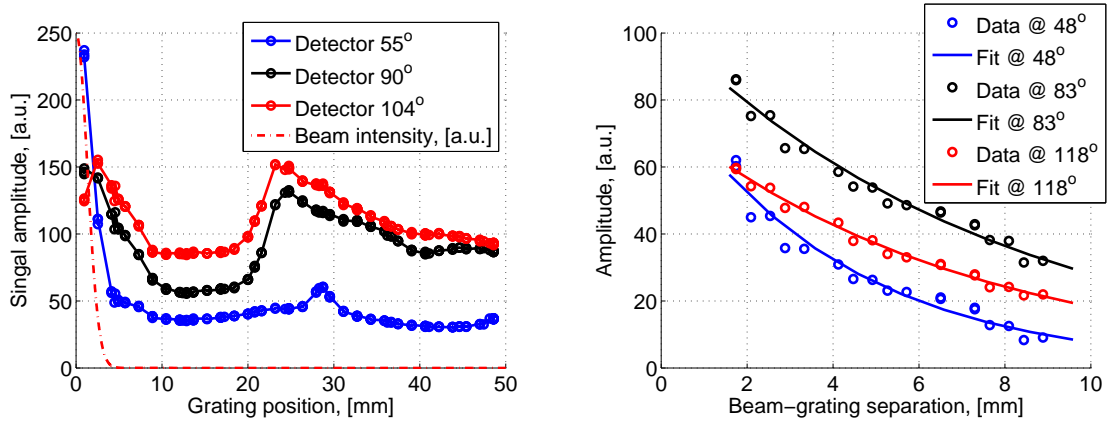 250
200
150
100
50
0
0 10 20 30 40 50
Singal amplitude, [a.u.]
Grating position, [mm]
Detector 55°
Detector 90°
Detector 104°
Beam intensity, [a.u.]
100
80
60
40
20
0
0 2 4 6 8 10
Amplitude, [a.u.]
Beam−grating separation, [mm]
Data @ 48°
Fit @ 48°
Data @ 83°
Fit @ 83°
Data @ 118°
Fit @ 118°